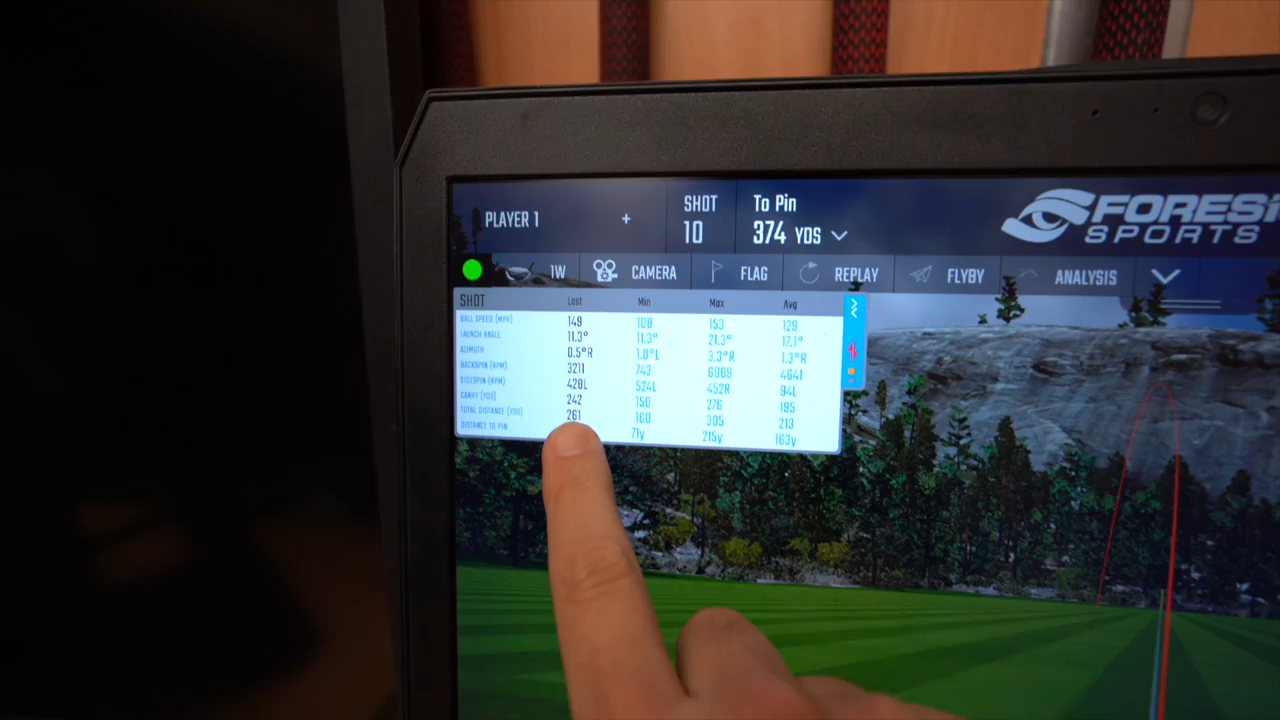 PLAYER 1 + SHOT To Pin
10 374 YDS
FORESI
SPORTS
1W CAMERA FLAG REPLAY FLYBY ANALYSIS
SHOT Last Min Max Avg
BALL SPEED (MPH) 149 108 153 129
LAUNCH ANGLE 11.3° 11.3° 21.3° 17.1°
AZIMUTH 0.5°R 1.0°L 3.3°R 1.3°R
BACKSPIN (RPM) 3211 743 6009 4641
SIDESPIN (RPM) 428L 524L 452R 94L
CARRY (YDS) 242 150 276 195
TOTAL DISTANCE (YDS) 261 160 305 213
DISTANCE TO PIN 71y 215y 163y